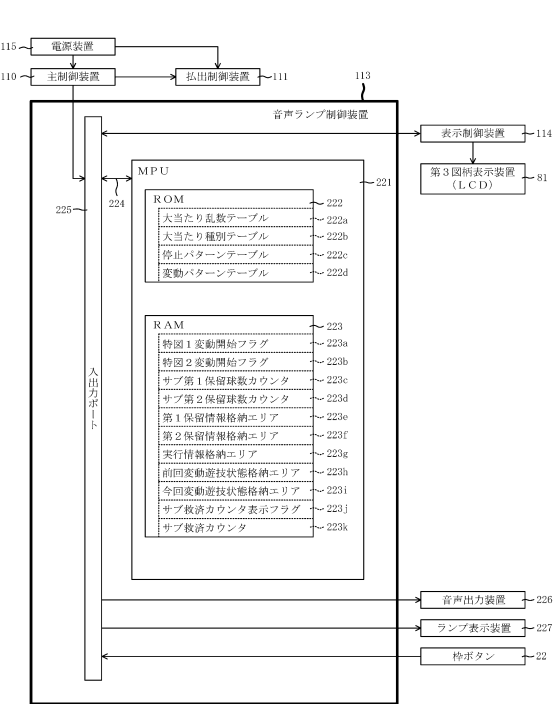 115
電源装置
110
主制御装置
払出制御装置
111
113
音声ランプ制御装置
表示制御装置
114
第3図柄表示装置
(LCD)
81
MPU
221
224
225
入出力ポート
ROM
222
大当たり乱数テーブル
222a
大当たり種別テーブル
222b
停止パターンテーブル
222c
変動パターンテーブル
222d
RAM
223
特図1変動開始フラグ
223a
特図2変動開始フラグ
223b
サブ第1保留球数カウンタ
223c
サブ第2保留球数カウンタ
223d
第1保留情報格納エリア
223e
第2保留情報格納エリア
223f
実行情報格納エリア
223g
前回変動遊技状態格納エリア
223h
今回変動遊技状態格納エリア
223i
サブ救済カウンタ表示フラグ
223j
サブ救済カウンタ
223k
音声出力装置
226
ランプ表示装置
227
枠ボタン
22